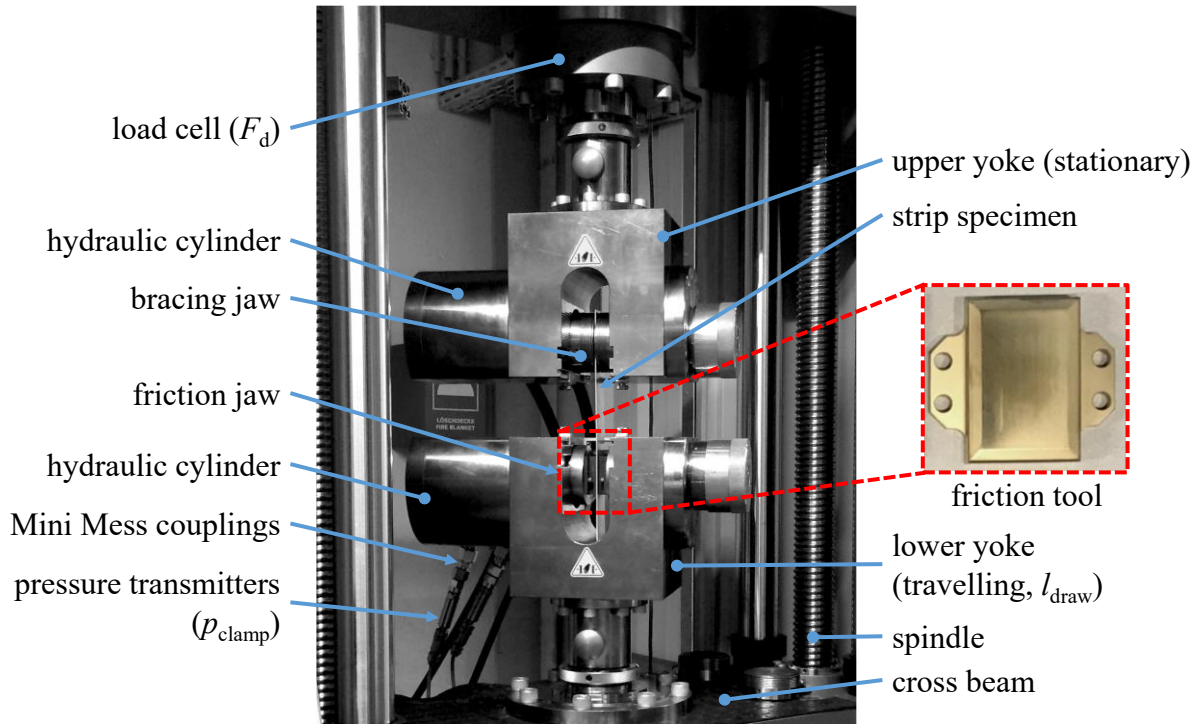 load cell (Fd)
hydraulic cylinder
bracing jaw
friction jaw
hydraulic cylinder
Mini Mess couplings
pressure transmitters
(pclamp)
LÖSCHDECKE
FIRE BLANKET
upper yoke (stationary)
strip specimen
friction tool
lower yoke
(travelling, ldraw)
spindle
cross beam